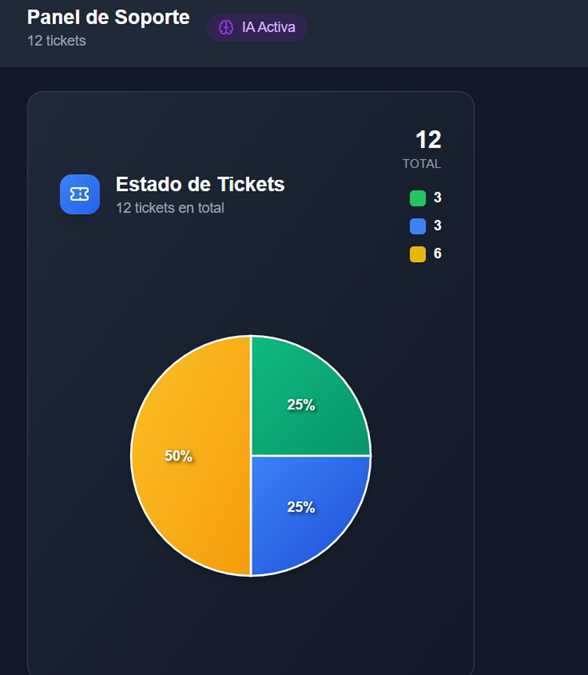 Panel de Soporte
12 tickets
IA Activa
12
TOTAL
Estado de Tickets
12 tickets en total
3
3
6
25%
50%
25%